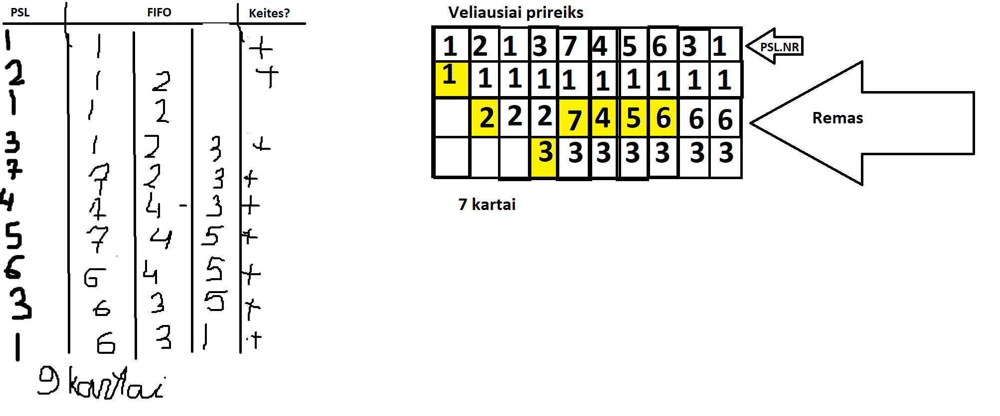 PSL FIFO Keites?
1 1 +
2 1 2 +
1 1 2
3 1 2 3 +
7 7 2 3 +
4 7 4 - 3 +
5 7 4 5 +
6 6 4 5 +
3 6 3 5 +
1 6 3 1 +
9 kartai
Veliausiai prireiks
1 2 1 3 7 4 5 6 3 1 PSL.NR
1 1 1 1 1 1 1 1 1 1
2 2 2 7 4 5 6 6 6 Remas
3 3 3 3 3 3 3
7 kartai